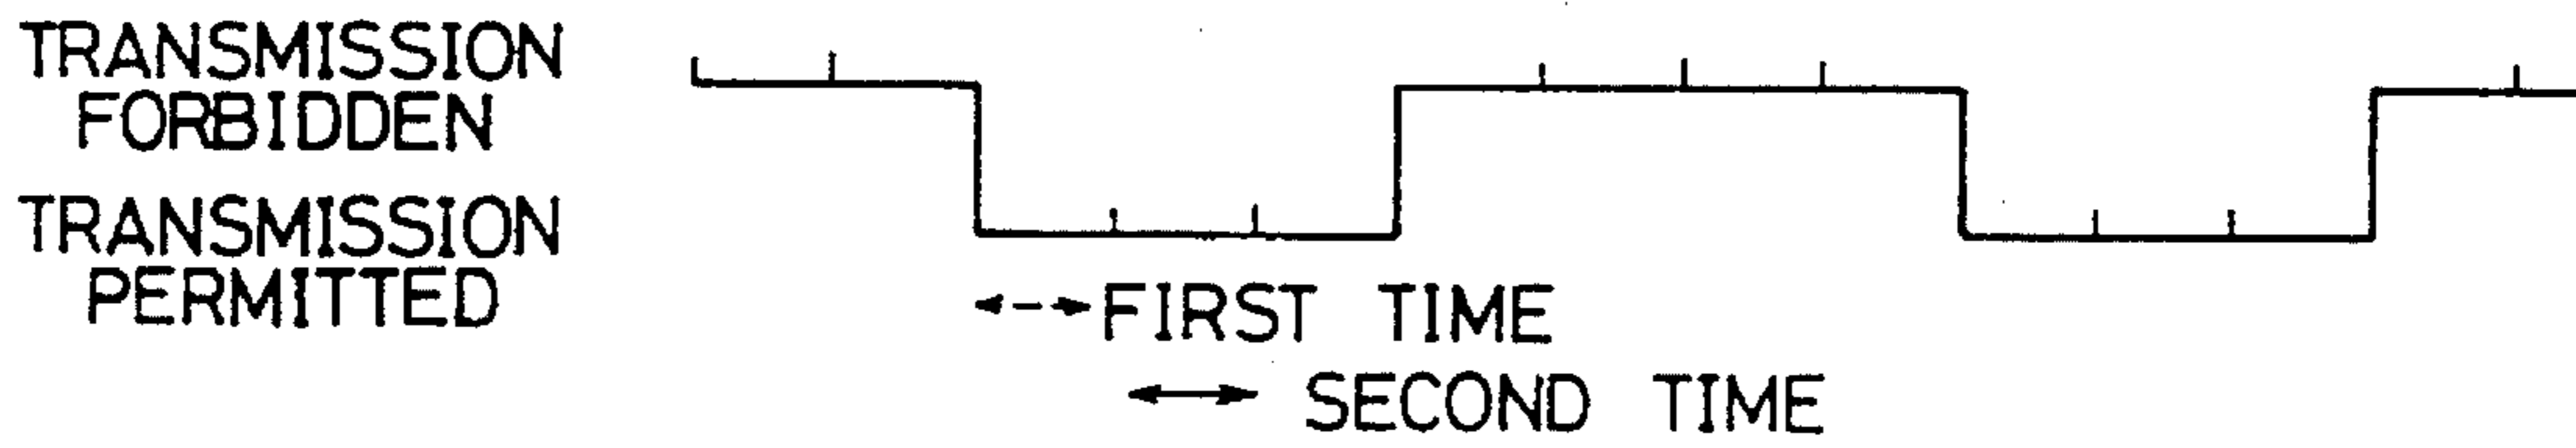 TRANSMISSION
FORBIDDEN
TRANSMISSION
PERMITTED
FIRST TIME
SECOND TIME